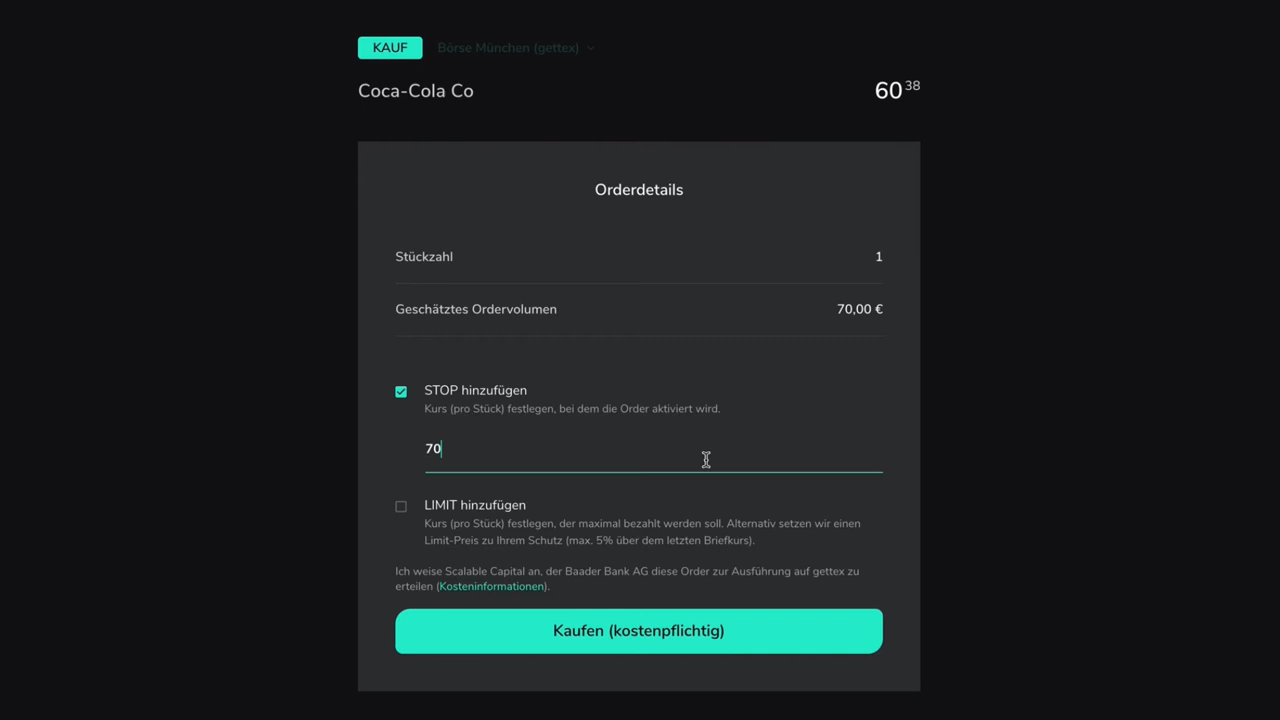 KAUF Börse München (gettex)
Coca-Cola Co 60 38
Orderdetails
Stückzahl 1
Geschätztes Ordervolumen 70,00 €
STOP hinzufügen
Kurs (pro Stück) festlegen, bei dem die Order aktiviert wird.
70
LIMIT hinzufügen
Kurs (pro Stück) festlegen, der maximal bezahlt werden soll. Alternativ setzen wir einen
Limit-Preis zu Ihrem Schutz (max. 5% über dem letzten Briefkurs).
Ich weise Scalable Capital an, der Baader Bank AG diese Order zur Ausführung auf gettex zu
erteilen (Kosteninformationen).
Kaufen (kostenpflichtig)